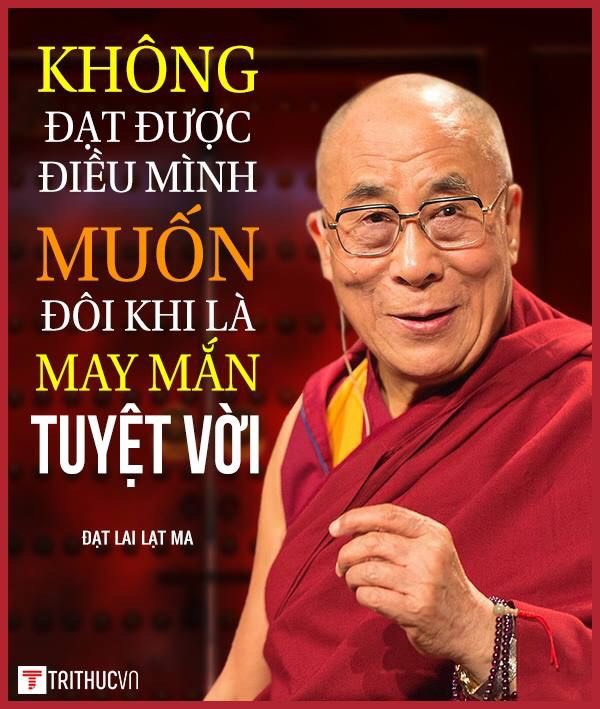 KHÔNG
ĐẠT ĐƯỢC
ĐIỀU MÌNH
MUỐN
ĐÔI KHI LÀ
MAY MẮN
TUYỆT VỜI
ĐẠT LAI LẠT MA
TRITHUCVN